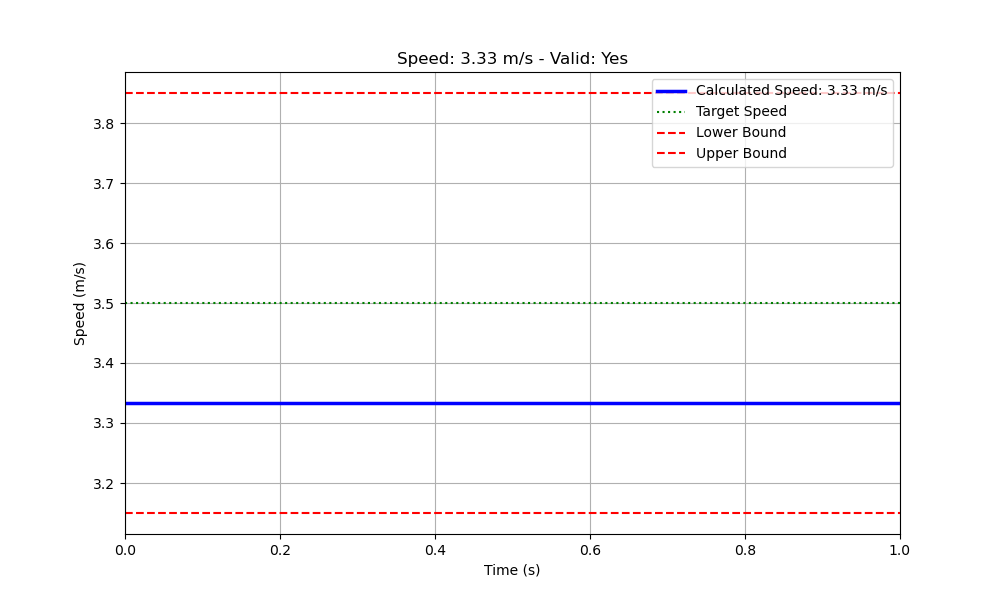 Speed: 3.33 m/s - Valid: Yes
Calculated Speed: 3.33 m/s
Target Speed
Lower Bound
Upper Bound
Speed (m/s)
3.8
3.7
3.6
3.5
3.4
3.3
3.2
0.0 0.2 0.4 0.6 0.8 1.0
Time (s)